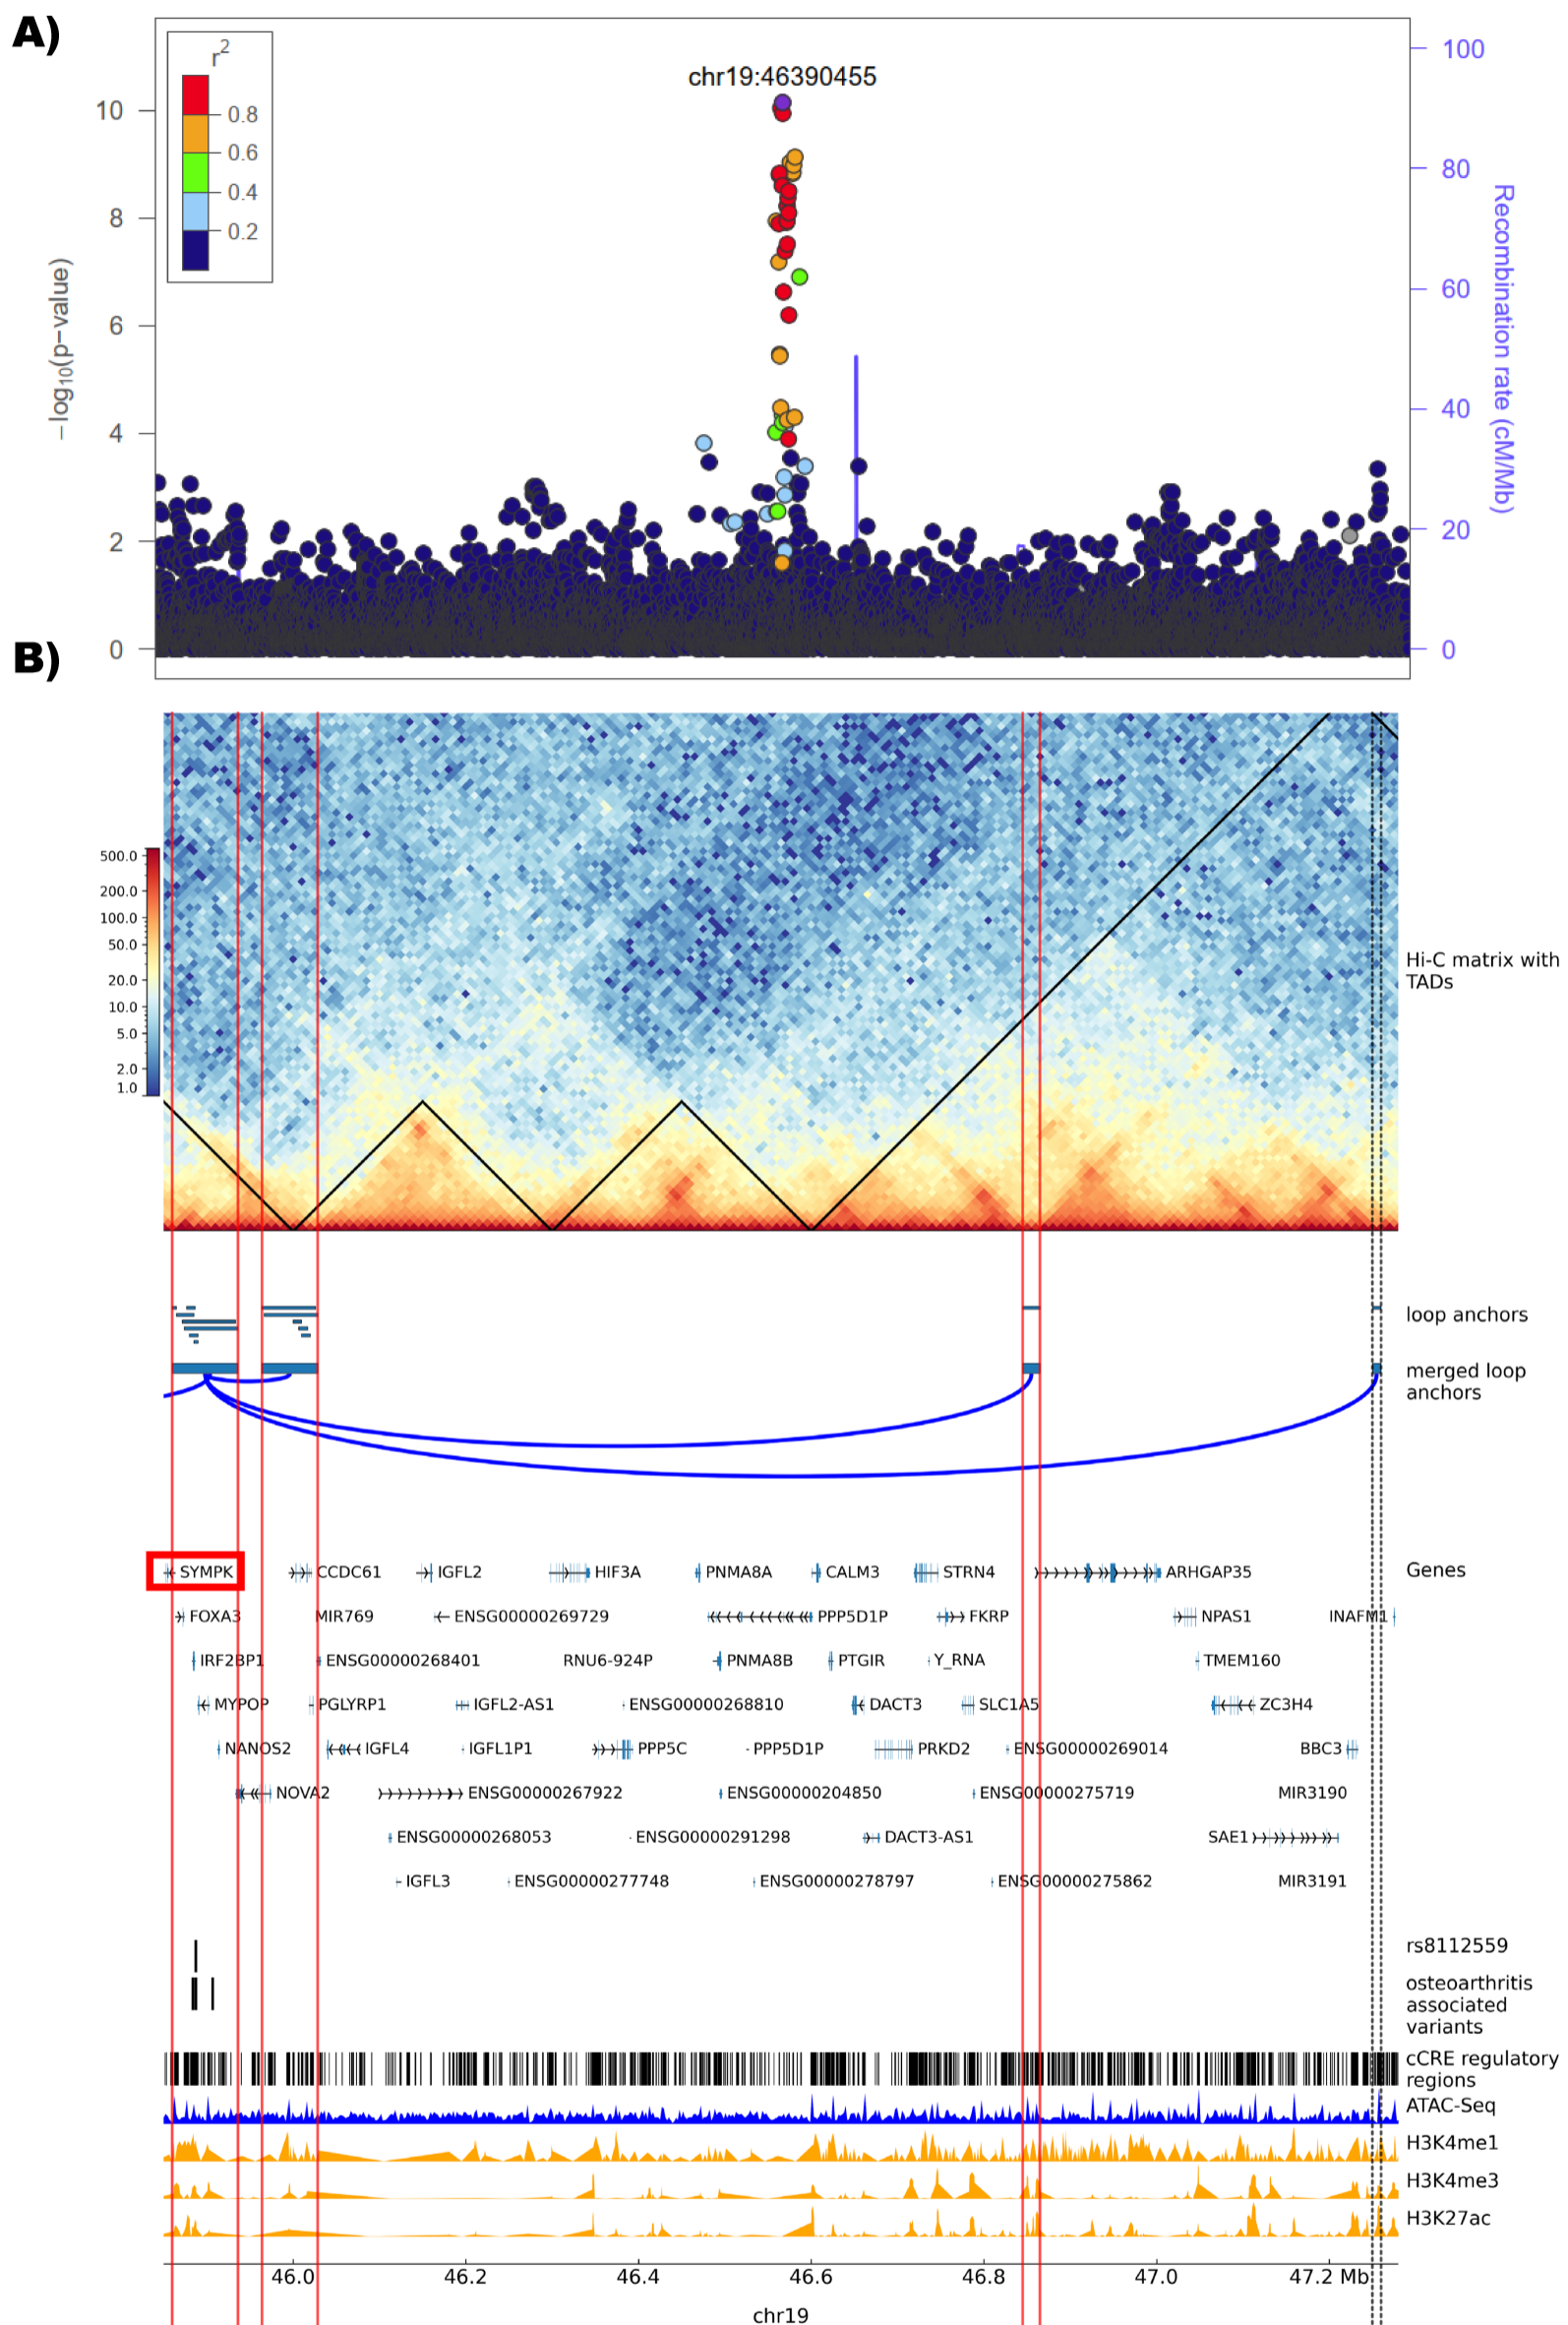 A)
r2
0.8
0.6
0.4
0.2
chr19:46390455
10
8
6
4
2
0
−log10(p−value)
100
80
60
40
20
0
Recombination rate (cM/Mb)
B)
500.0
200.0
100.0
50.0
20.0
10.0
5.0
2.0
1.0
Hi-C matrix with
TADs
loop anchors
merged loop
anchors
SYMPK CCDC61 IGFL2 HIF3A PNMA8A CALM3 STRN4 ARHGAP35 Genes
FOXA3 MIR769 ENSG00000269729 PPP5D1P FKRP NPAS1 INAFM1
IRF2BP1 ENSG00000268401 RNU6-924P PNMA8B PTGIR Y_RNA TMEM160
MYPOP PGLYRP1 IGFL2-AS1 ENSG00000268810 DACT3 SLC1A5 ZC3H4
NANOS2 IGFL4 IGFL1P1 PPP5C PPP5D1P PRKD2 ENSG00000269014 BBC3
NOVA2 ENSG00000267922 ENSG00000204850 ENSG00000275719 MIR3190
ENSG00000268053 ENSG00000291298 DACT3-AS1 SAE1
IGFL3 ENSG00000277748 ENSG00000278797 ENSG00000275862 MIR3191
rs8112559
osteoarthritis
associated
variants
cCRE regulatory
regions
ATAC-Seq
H3K4me1
H3K4me3
H3K27ac
46.0 46.2 46.4 46.6 46.8 47.0 47.2 Mb
chr19